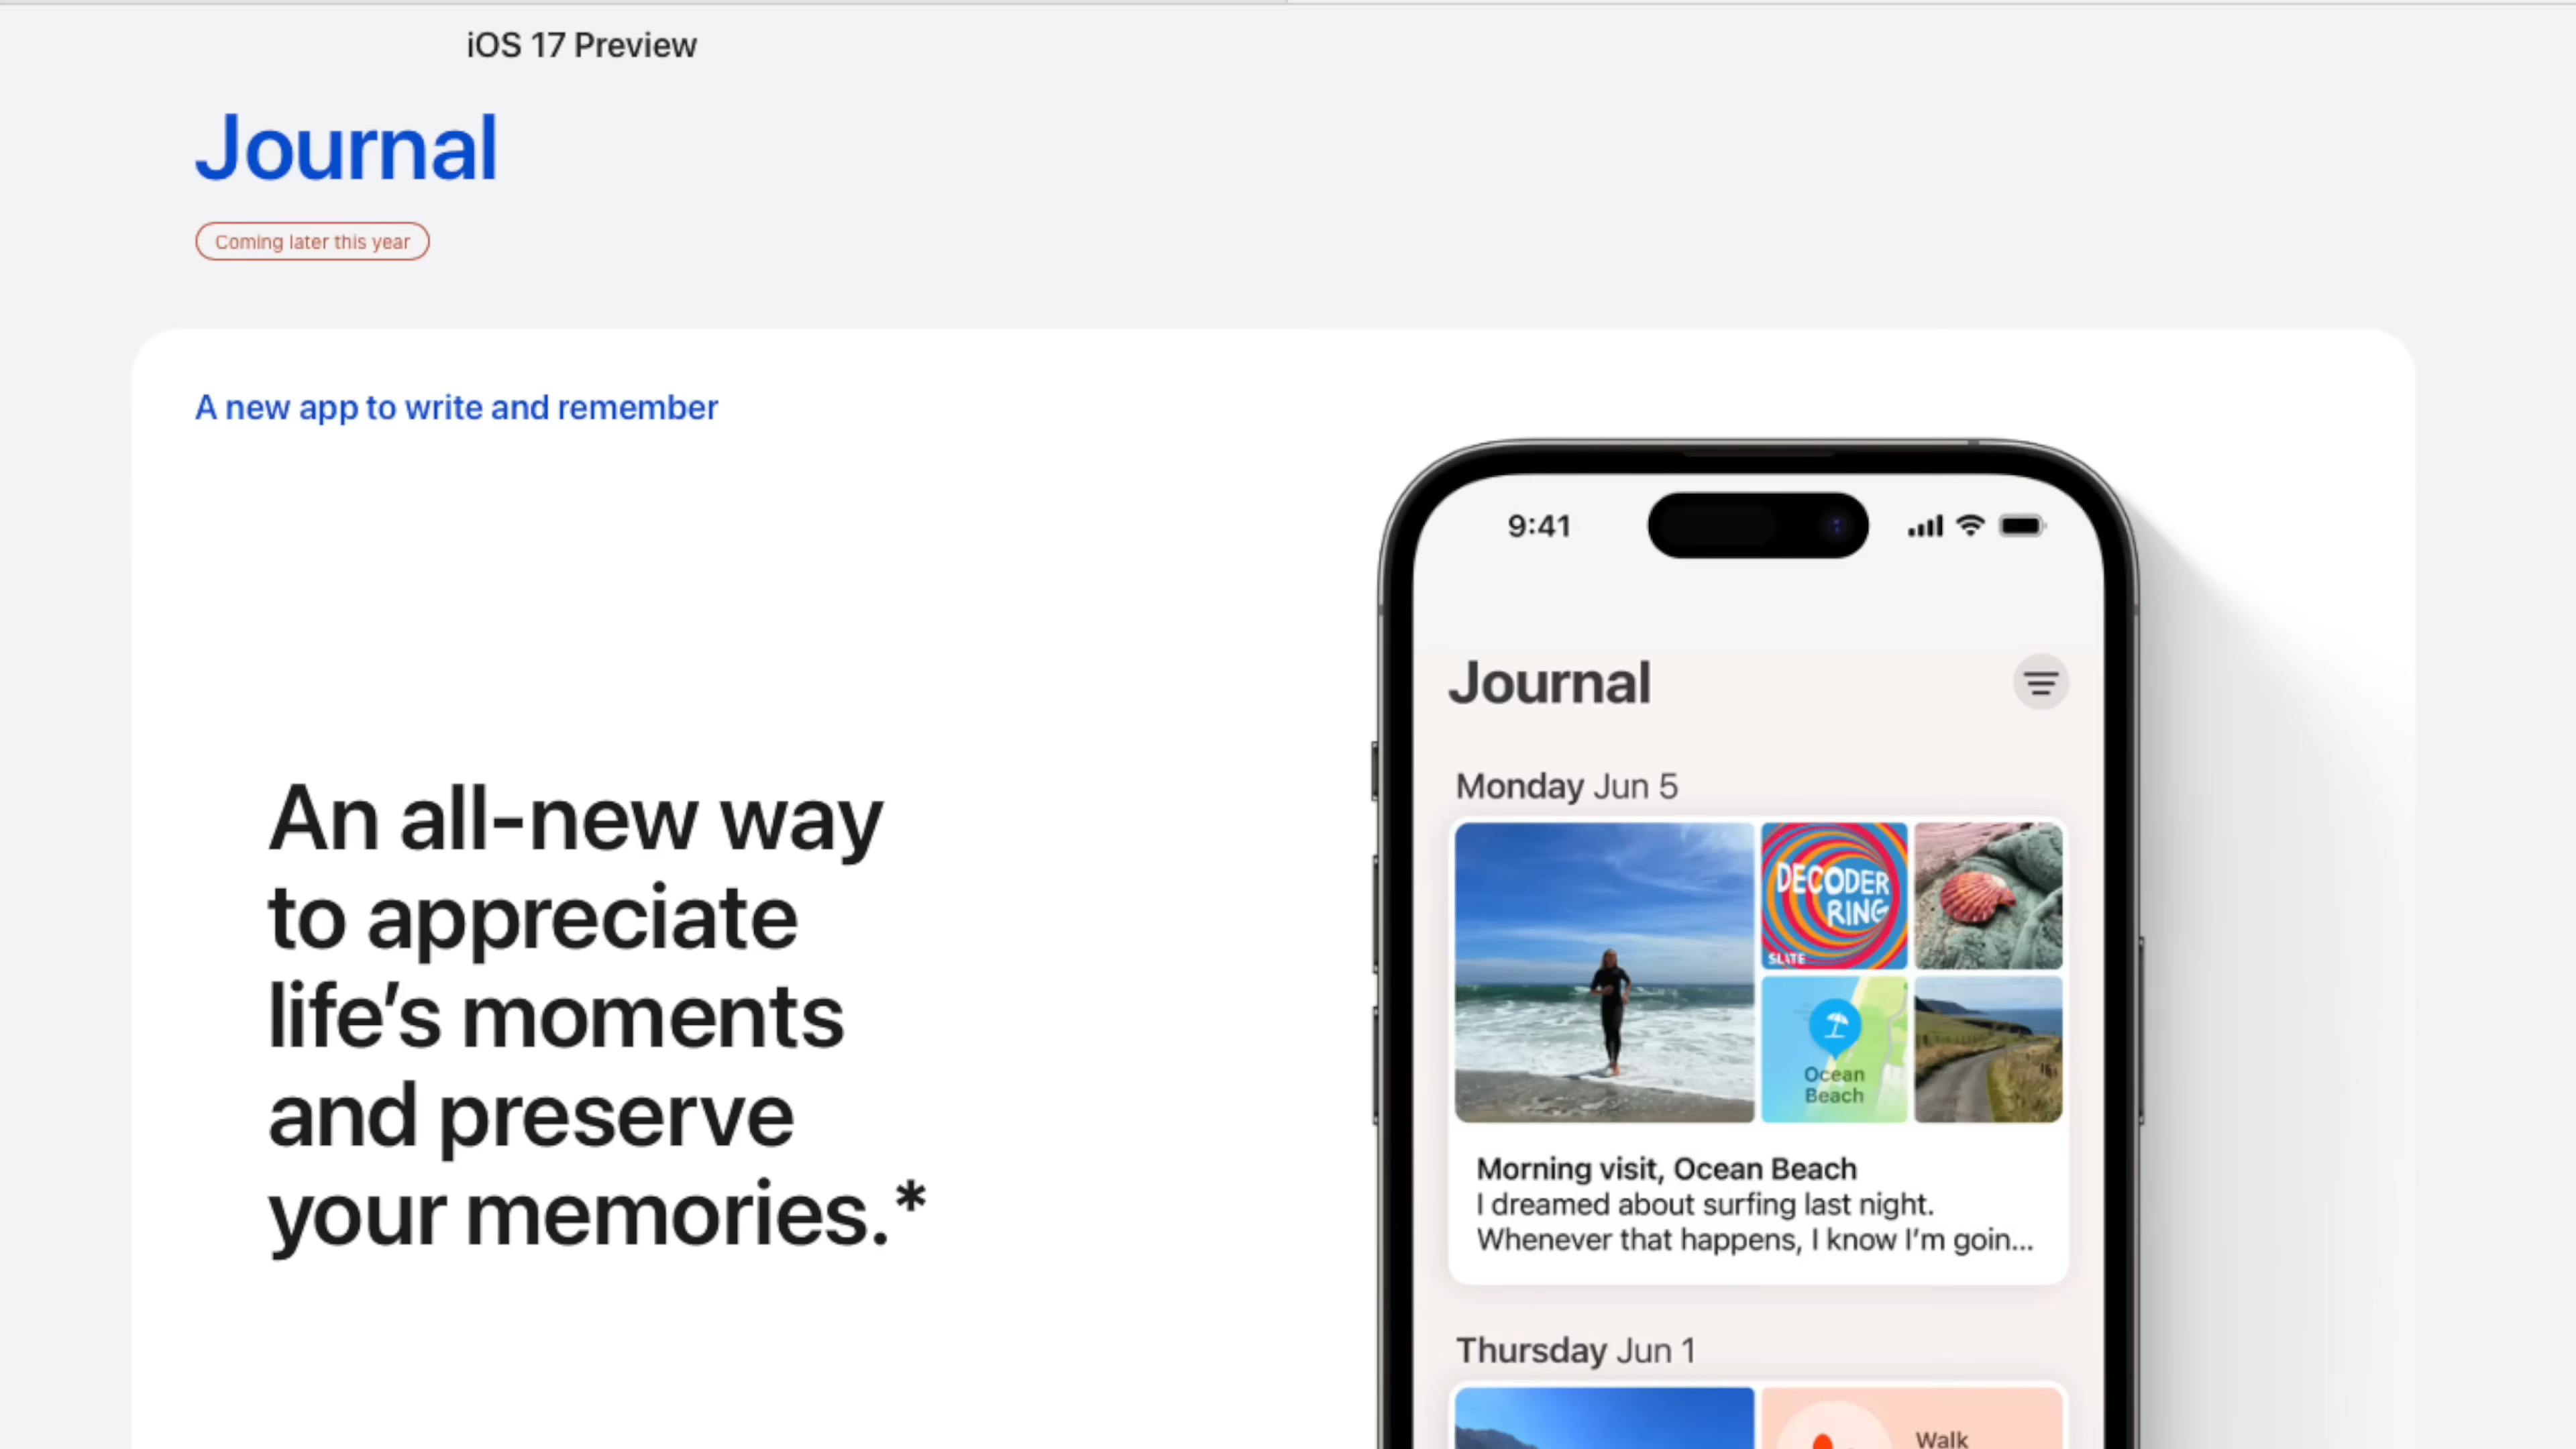 iOS 17 Preview
Journal
Coming later this year
A new app to write and remember
An all-new way
to appreciate
life’s moments
and preserve
your memories.*
9:41
Journal
Monday Jun 5
DECODER
RING
SLATE
Ocean
Beach
Morning visit, Ocean Beach
I dreamed about surfing last night.
Whenever that happens, I know I’m goin...
Thursday Jun 1
Walk